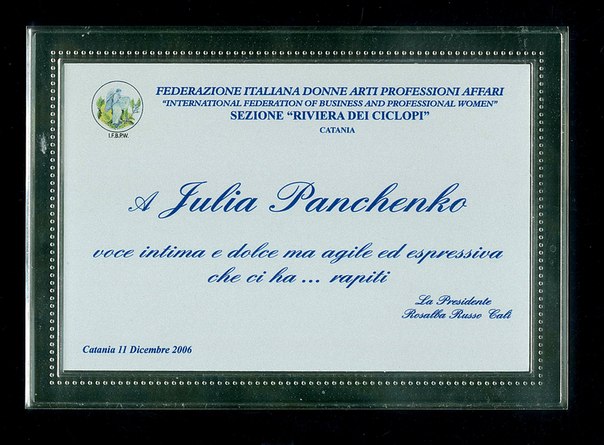 FEDERAZIONE ITALIANA DONNE ARTI PROFESSIONI AFFARI
"INTERNATIONAL FEDERATION OF BUSINESS AND PROFESSIONAL WOMEN"
SEZIONE "RIVIERA DEI CICLOPI"
CATANIA
I.F.B.P.W.
A Julia Panchenko
voce intima e dolce ma agile ed espressiva
che ci ha ... rapiti
La Presidente
Rosalba Russo Calì
Catania 11 Dicembre 2006